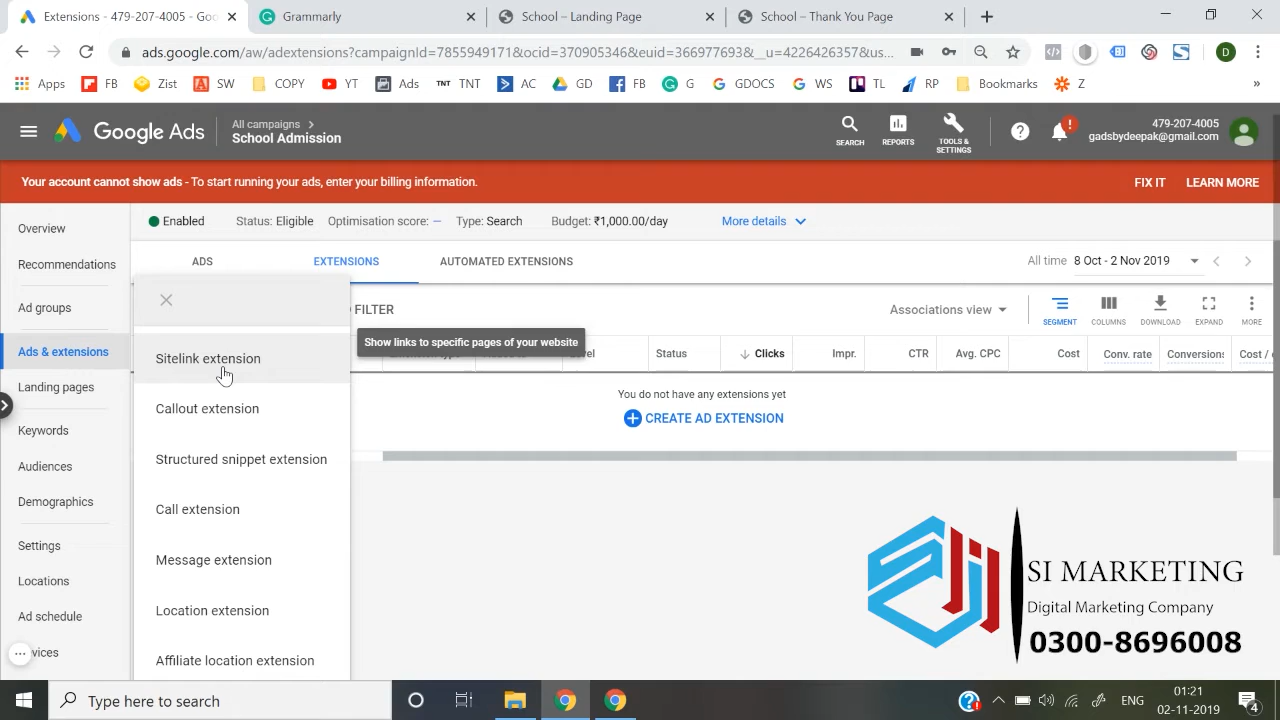 Extensions - 479-207-4005 - Goo
Grammarly
School – Landing Page
School – Thank You Page
ads.google.com/aw/adextensions?campaignId=7855949171&ocid=370905346&euid=366977693&__u=4226426357&us...
D
Apps
FB
Zist
SW
COPY
YT
Ads
TNT TNT
AC
GD
FB
G
GDOCS
WS
TL
RP
Bookmarks
Z
»
Google Ads
All campaigns >
School Admission
SEARCH
REPORTS
TOOLS & SETTINGS
479-207-4005
gadsbydeepak@gmail.com
Your account cannot show ads - To start running your ads, enter your billing information.
FIX IT
LEARN MORE
Enabled
Status: Eligible
Optimisation score: –
Type: Search
Budget: ₹1,000.00/day
More details
Overview
Recommendations
Ad groups
Ads & extensions
Landing pages
Keywords
Audiences
Demographics
Settings
Locations
Ad schedule
vices
ADS
EXTENSIONS
AUTOMATED EXTENSIONS
All time
8 Oct - 2 Nov 2019
FILTER
Associations view
SEGMENT
COLUMNS
DOWNLOAD
EXPAND
MORE
Show links to specific pages of your website
Status
Clicks
Impr.
CTR
Avg. CPC
Cost
Conv. rate
Conversions
Cost / c
Sitelink extension
Callout extension
Structured snippet extension
Call extension
Message extension
Location extension
Affiliate location extension
You do not have any extensions yet
CREATE AD EXTENSION
SI MARKETING
Digital Marketing Company
0300-8696008
Type here to search
ENG
01:21
02-11-2019
4